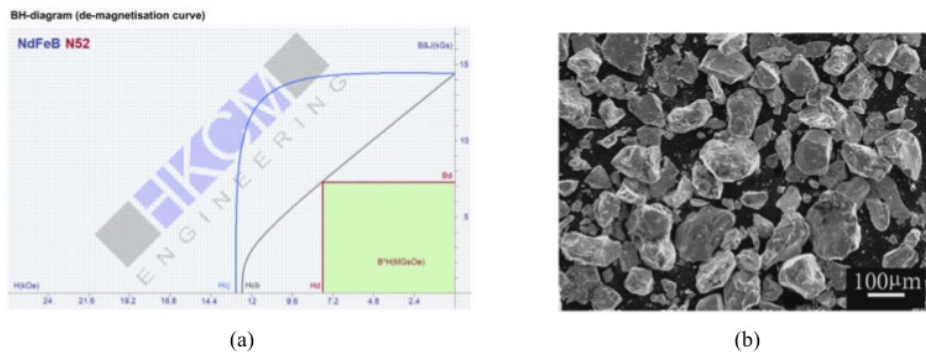 BH-diagram (de-magnetisation curve)
NdFeB N52
B&J(kGs)
HKCM
ENGINEERING
15
10
5
Bd
B*H(MGsOe)
H(kOe)
Hcj
Hcb
Hd
24
21.6
19.2
16.8
14.4
12
9.6
7.2
4.8
2.4
100μm
(a)
(b)